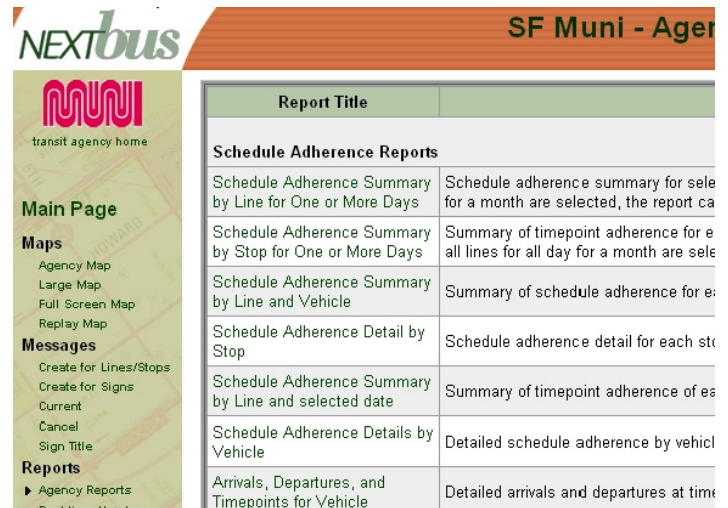 NEXTbus
SF Muni - Agen
MUNI
transit agency home
Main Page
Maps
Agency Map
Large Map
Full Screen Map
Replay Map
Messages
Create for Lines/Stops
Create for Signs
Current
Cancel
Sign Title
Reports
Agency Reports
HOWARD
Report Title
Schedule Adherence Reports
Schedule Adherence Summary
by Line for One or More Days
Schedule adherence summary for sele
for a month are selected, the report ca
Schedule Adherence Summary
by Stop for One or More Days
Summary of timepoint adherence for e
all lines for all day for a month are sele
Schedule Adherence Summary
by Line and Vehicle
Summary of schedule adherence for ea
Schedule Adherence Detail by
Stop
Schedule adherence detail for each sto
Schedule Adherence Summary
by Line and selected date
Summary of timepoint adherence of ea
Schedule Adherence Details by
Vehicle
Detailed schedule adherence by vehicl
Arrivals, Departures, and
Timepoints for Vehicle
Detailed arrivals and departures at time